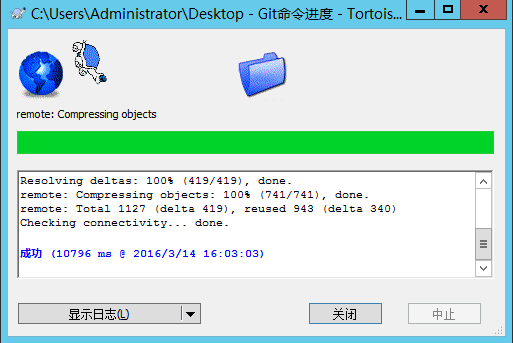 C:\Users\Administrator\Desktop - Git命令进度 - Tortois...
remote: Compressing objects
Resolving deltas: 100% (419/419), done.
remote: Compressing objects: 100% (741/741), done.
remote: Total 1127 (delta 419), reused 943 (delta 340)
Checking connectivity... done.
成功 (10796 ms @ 2016/3/14 16:03:03)
显示日志(L)
关闭
中止